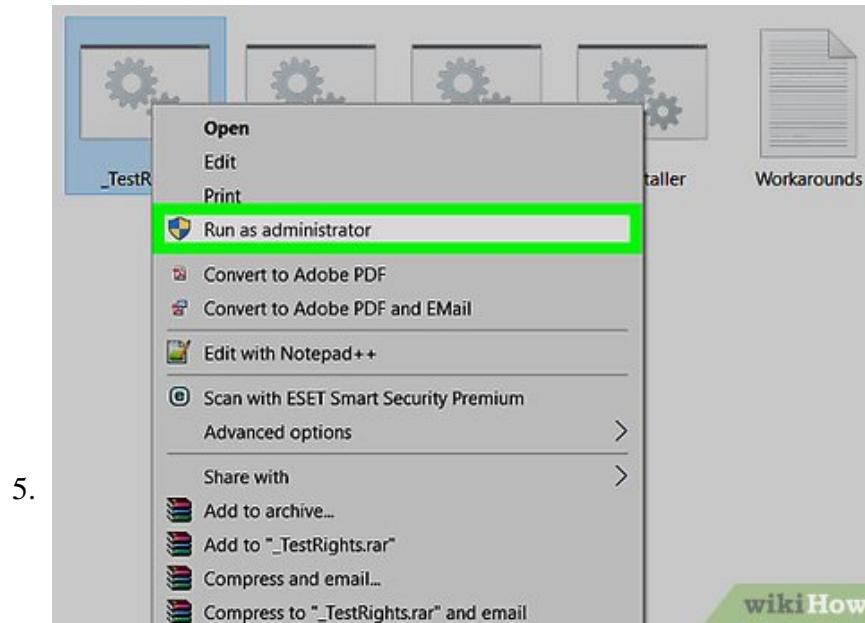 Open
Edit
_TestR
taller
Workarounds
Print
Run as administrator
Convert to Adobe PDF
Convert to Adobe PDF and EMail
Edit with Notepad++
Scan with ESET Smart Security Premium
Advanced options
5.
Share with
Add to archive...
Add to "_TestRights.rar"
Compress and email...
Compress to "_TestRights.rar" and email
wikiHow